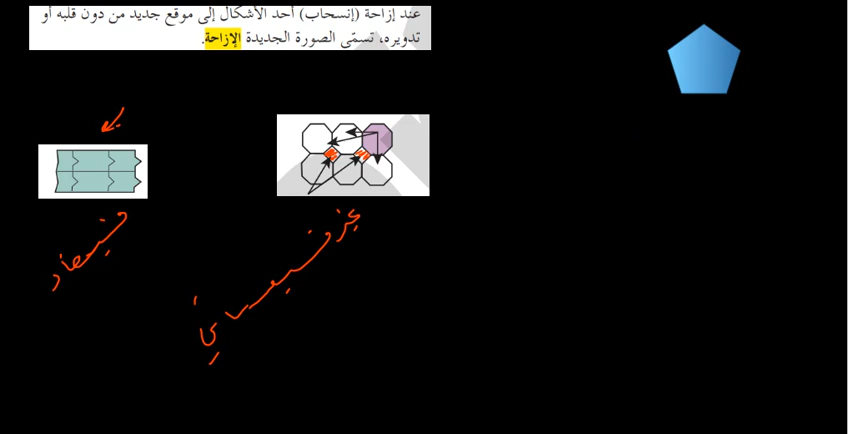 عند إزاحة (إنسحاب) أحد الأشكال إلى موقع جديد من دون قلبه أو
تدويره، تسمّى الصورة الجديدة الإزاحة.